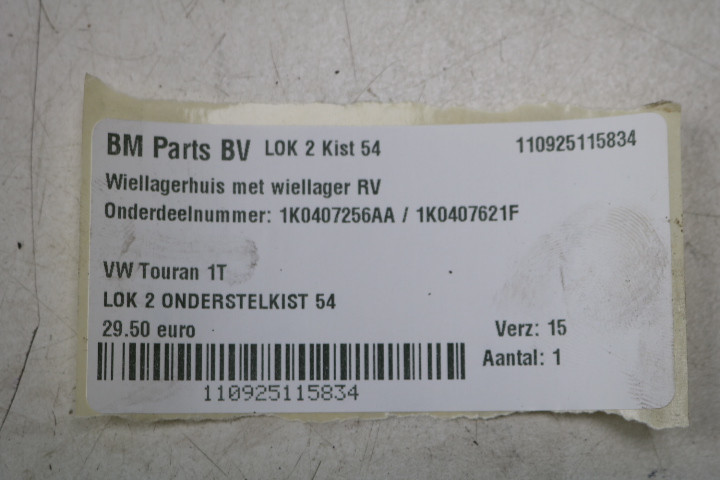 BM Parts BV LOK 2 Kist 54 110925115834
Wiellagerhuis met wiellager RV
Onderdeelnummer: 1K0407256AA / 1K0407621F
VW Touran 1T
LOK 2 ONDERSTELKIST 54
29.50 euro Verz: 15
Aantal: 1
110925115834